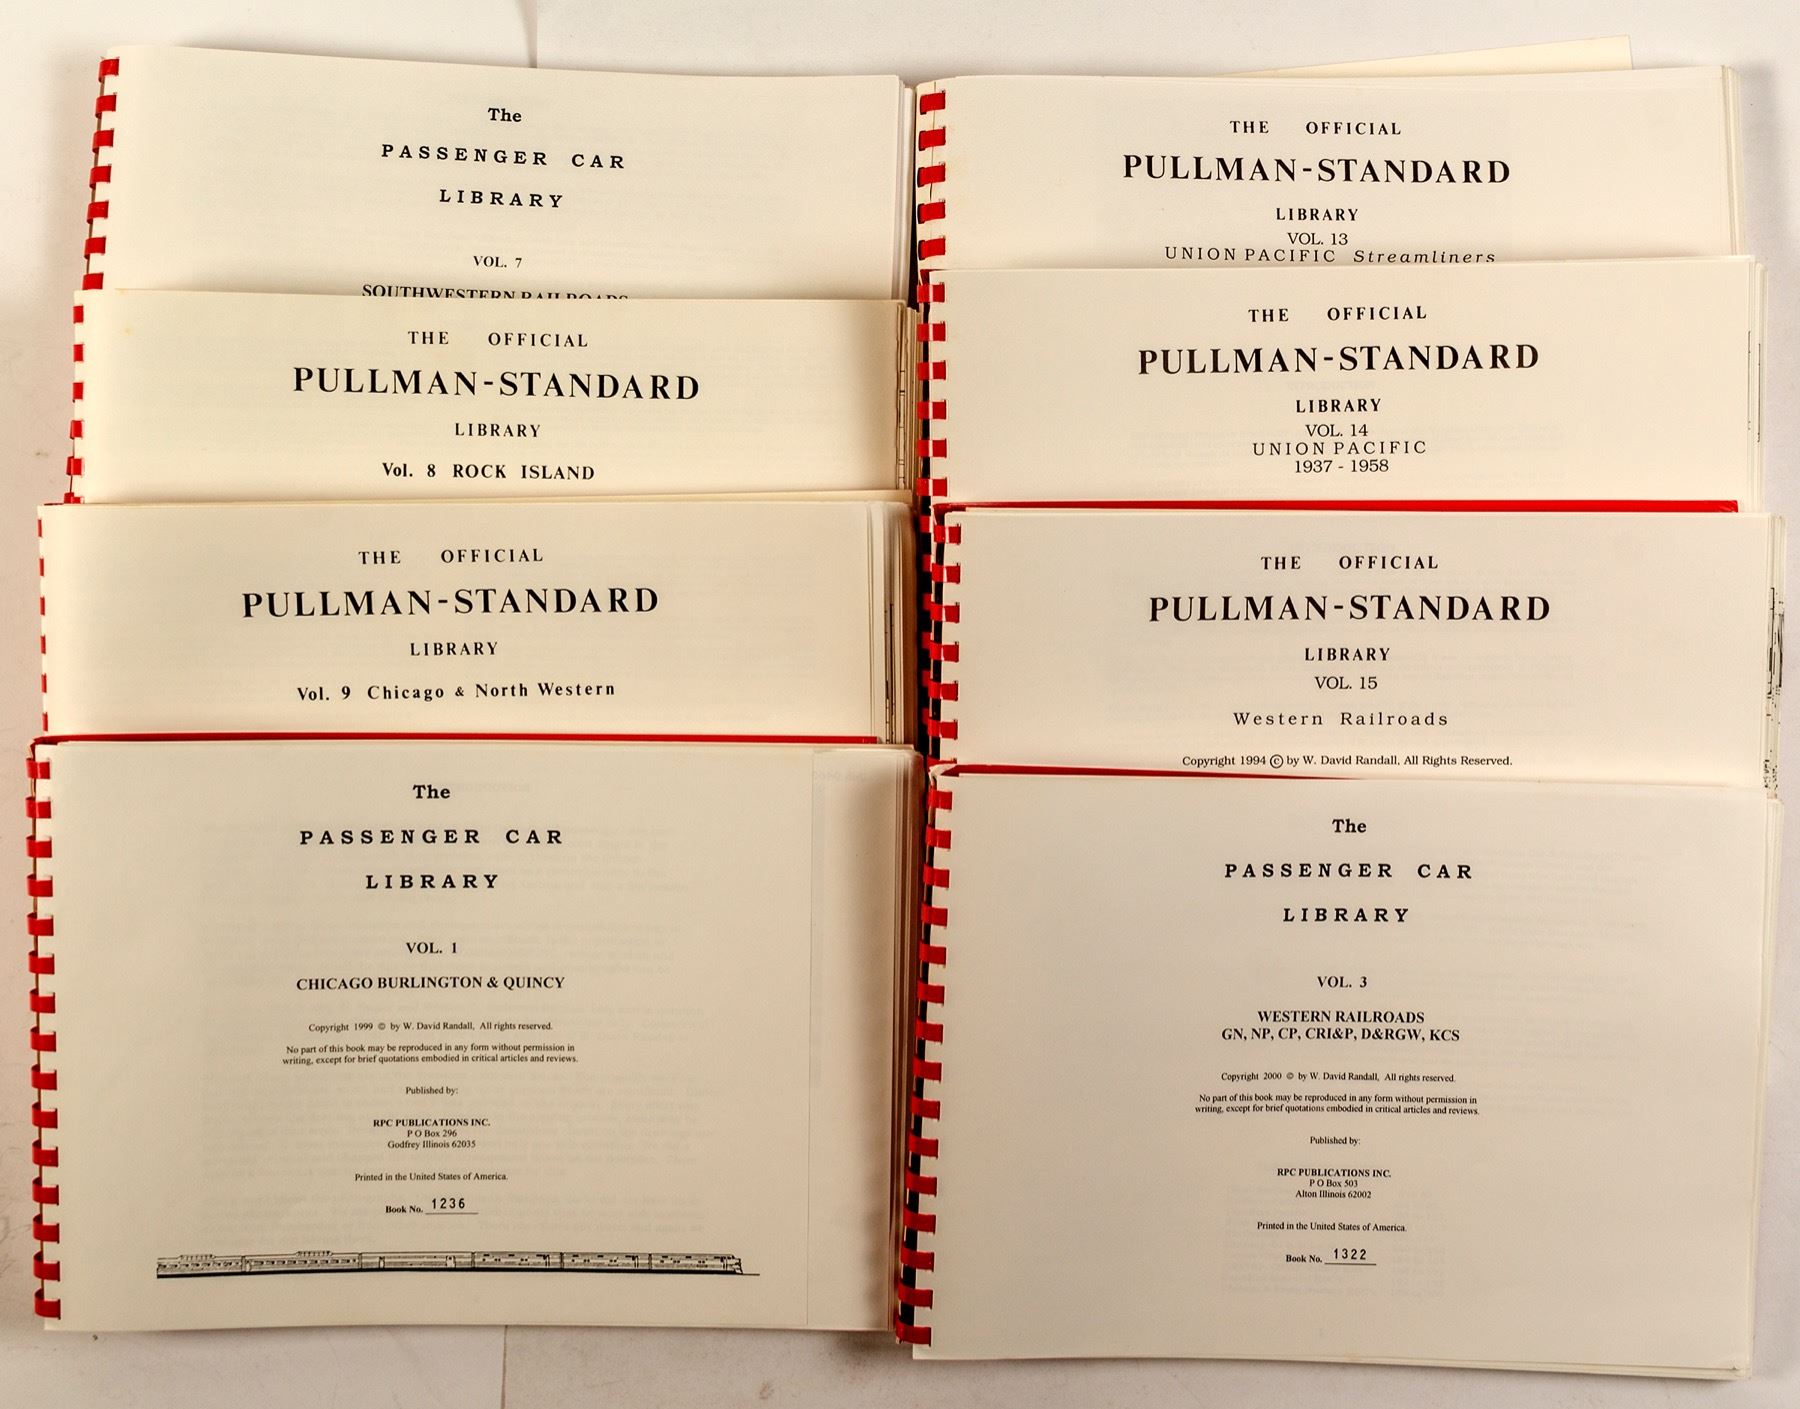 The
PASSENGER CAR
LIBRARY
VOL. 7
SOUTHWESTERN RAILROADS
THE OFFICIAL
PULLMAN-STANDARD
LIBRARY
Vol. 8 ROCK ISLAND
THE OFFICIAL
PULLMAN-STANDARD
LIBRARY
Vol. 9 Chicago & North Western
The
PASSENGER CAR
LIBRARY
VOL. 1
CHICAGO BURLINGTON & QUINCY
Copyright 1999 © by W. David Randall, All rights reserved.
No part of this book may be reproduced in any form without permission in
writing, except for brief quotations embodied in critical articles and reviews.
Published by:
RPC PUBLICATIONS INC.
P O Box 296
Godfrey Illinois 62035
Printed in the United States of America.
Book No. 1236
THE OFFICIAL
PULLMAN-STANDARD
LIBRARY
VOL. 13
UNION PACIFIC Streamliners
THE OFFICIAL
PULLMAN-STANDARD
LIBRARY
VOL. 14
UNION PACIFIC
1937 - 1958
THE OFFICIAL
PULLMAN-STANDARD
LIBRARY
VOL. 15
Western Railroads
Copyright 1994 © by W. David Randall, All Rights Reserved.
The
PASSENGER CAR
LIBRARY
VOL. 3
WESTERN RAILROADS
GN, NP, CP, CRI&P, D&RGW, KCS
Copyright 2000 © by W. David Randall, All rights reserved.
No part of this book may be reproduced in any form without permission in
writing, except for brief quotations embodied in critical articles and reviews.
Published by:
RPC PUBLICATIONS INC.
P O Box 503
Alton Illinois 62002
Printed in the United States of America.
Book No. 1322